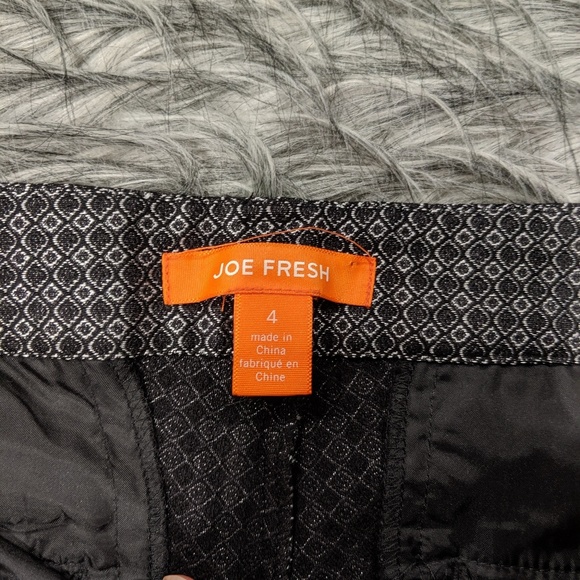 JOE FRESH
4
made in
China
fabriqué en
Chine